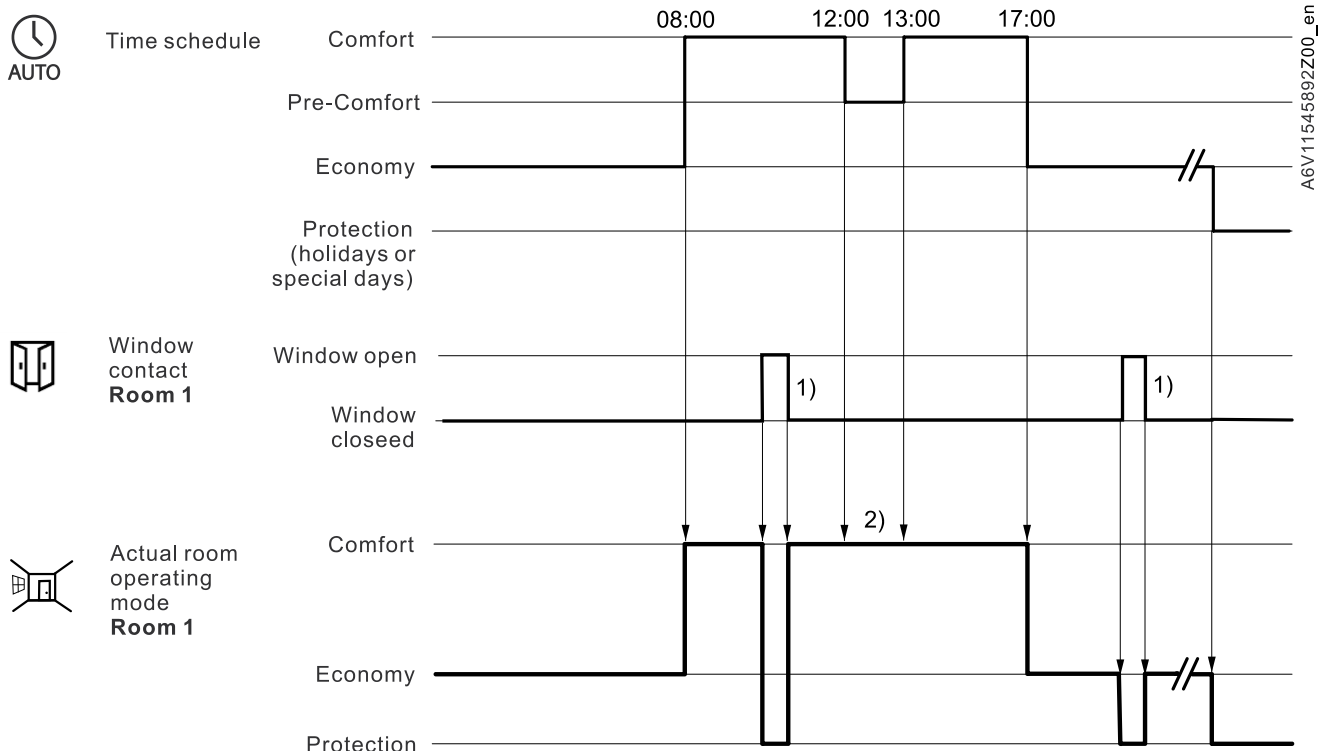 08:00 12:00 13:00 17:00
AUTO
Time schedule
Comfort
Pre-Comfort
Economy
Protection
(holidays or
special days)
A6V11545892Z00_en
Window
contact
Room 1
Window open
1)
1)
Window
closeed
Actual room
operating
mode
Room 1
2)
Comfort
Economy
Protection